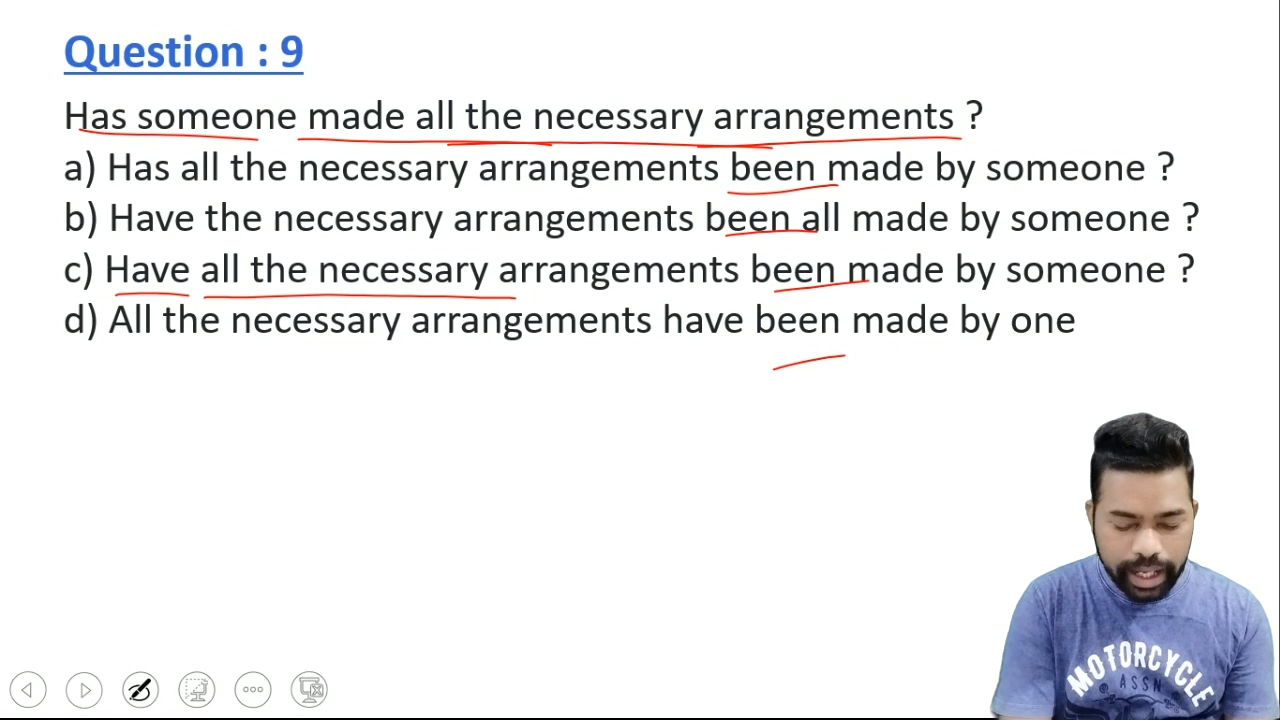 Question : 9
Has someone made all the necessary arrangements ?
a) Has all the necessary arrangements been made by someone ?
b) Have the necessary arrangements been all made by someone ?
c) Have all the necessary arrangements been made by someone ?
d) All the necessary arrangements have been made by one
MOTORCYCLE
ASSN